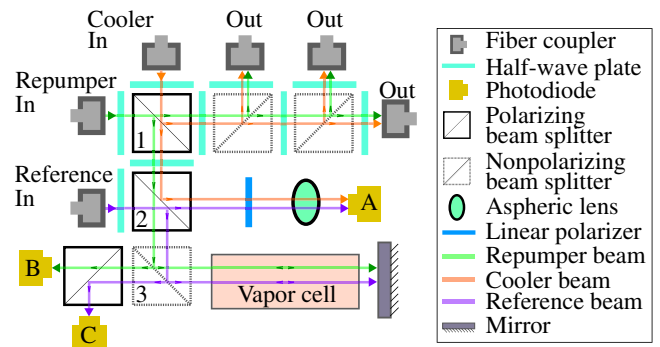 Cooler
In
Out
Out
Repumper
In
Out
1
Reference
In
2
A
B
3
Vapor cell
C
Fiber coupler
Half-wave plate
Photodiode
Polarizing
beam splitter
Nonpolarizing
beam splitter
Aspheric lens
Linear polarizer
Repumper beam
Cooler beam
Reference beam
Mirror